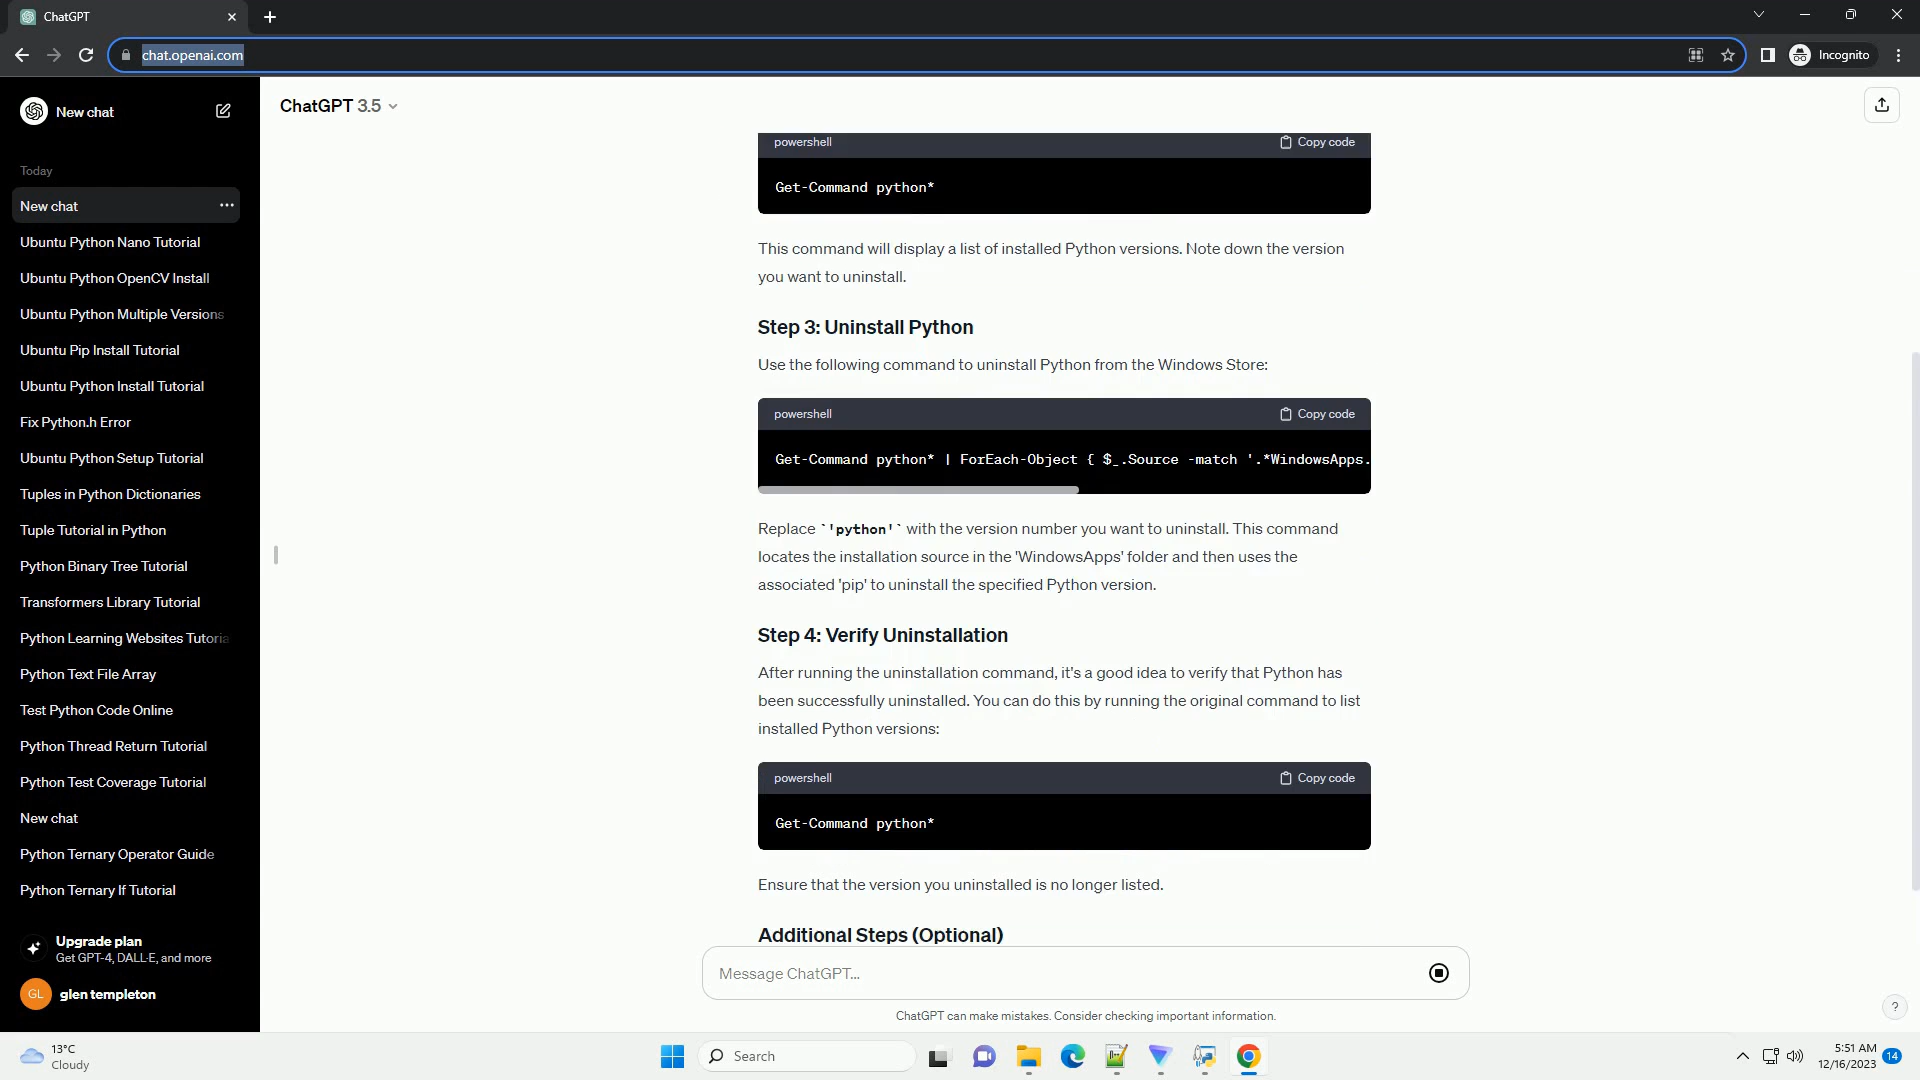 ChatGPT
chat.openai.com
Incognito
New chat
Today
New chat
Ubuntu Python Nano Tutorial
Ubuntu Python OpenCV Install
Ubuntu Python Multiple Versions
Ubuntu Pip Install Tutorial
Ubuntu Python Install Tutorial
Fix Python.h Error
Ubuntu Python Setup Tutorial
Tuples in Python Dictionaries
Tuple Tutorial in Python
Python Binary Tree Tutorial
Transformers Library Tutorial
Python Learning Websites Tutoria
Python Text File Array
Test Python Code Online
Python Thread Return Tutorial
Python Test Coverage Tutorial
New chat
Python Ternary Operator Guide
Python Ternary If Tutorial
Upgrade plan
Get GPT-4, DALL·E, and more
GL glen templeton
ChatGPT 3.5
powershell Copy code
Get-Command python*
This command will display a list of installed Python versions. Note down the version
you want to uninstall.
Step 3: Uninstall Python
Use the following command to uninstall Python from the Windows Store:
powershell Copy code
Get-Command python* | ForEach-Object { $_.Source -match '.*WindowsApps.
Replace `'python'` with the version number you want to uninstall. This command
locates the installation source in the 'WindowsApps' folder and then uses the
associated 'pip' to uninstall the specified Python version.
Step 4: Verify Uninstallation
After running the uninstallation command, it's a good idea to verify that Python has
been successfully uninstalled. You can do this by running the original command to list
installed Python versions:
powershell Copy code
Get-Command python*
Ensure that the version you uninstalled is no longer listed.
Additional Steps (Optional)
Message ChatGPT...
ChatGPT can make mistakes. Consider checking important information.
?
13°C
Cloudy
Search
5:51 AM
12/16/2023
14